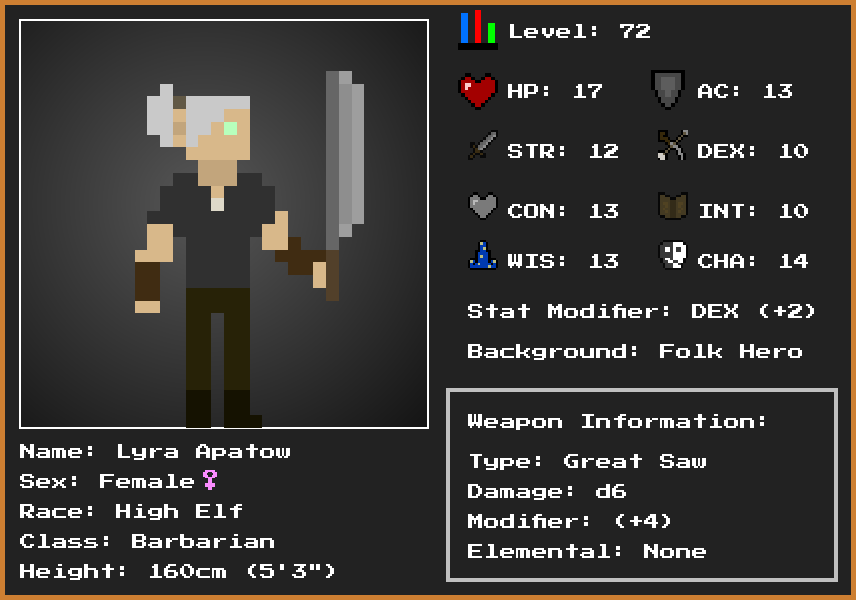 Level: 72
HP: 17 AC: 13
STR: 12 DEX: 10
CON: 13 INT: 10
WIS: 13 CHA: 14
Stat Modifier: DEX (+2)
Background: Folk Hero
Weapon Information:
Type: Great Saw
Damage: d6
Modifier: (+4)
Elemental: None
Name: Lyra Apatow
Sex: Female♀
Race: High Elf
Class: Barbarian
Height: 160cm (5'3")